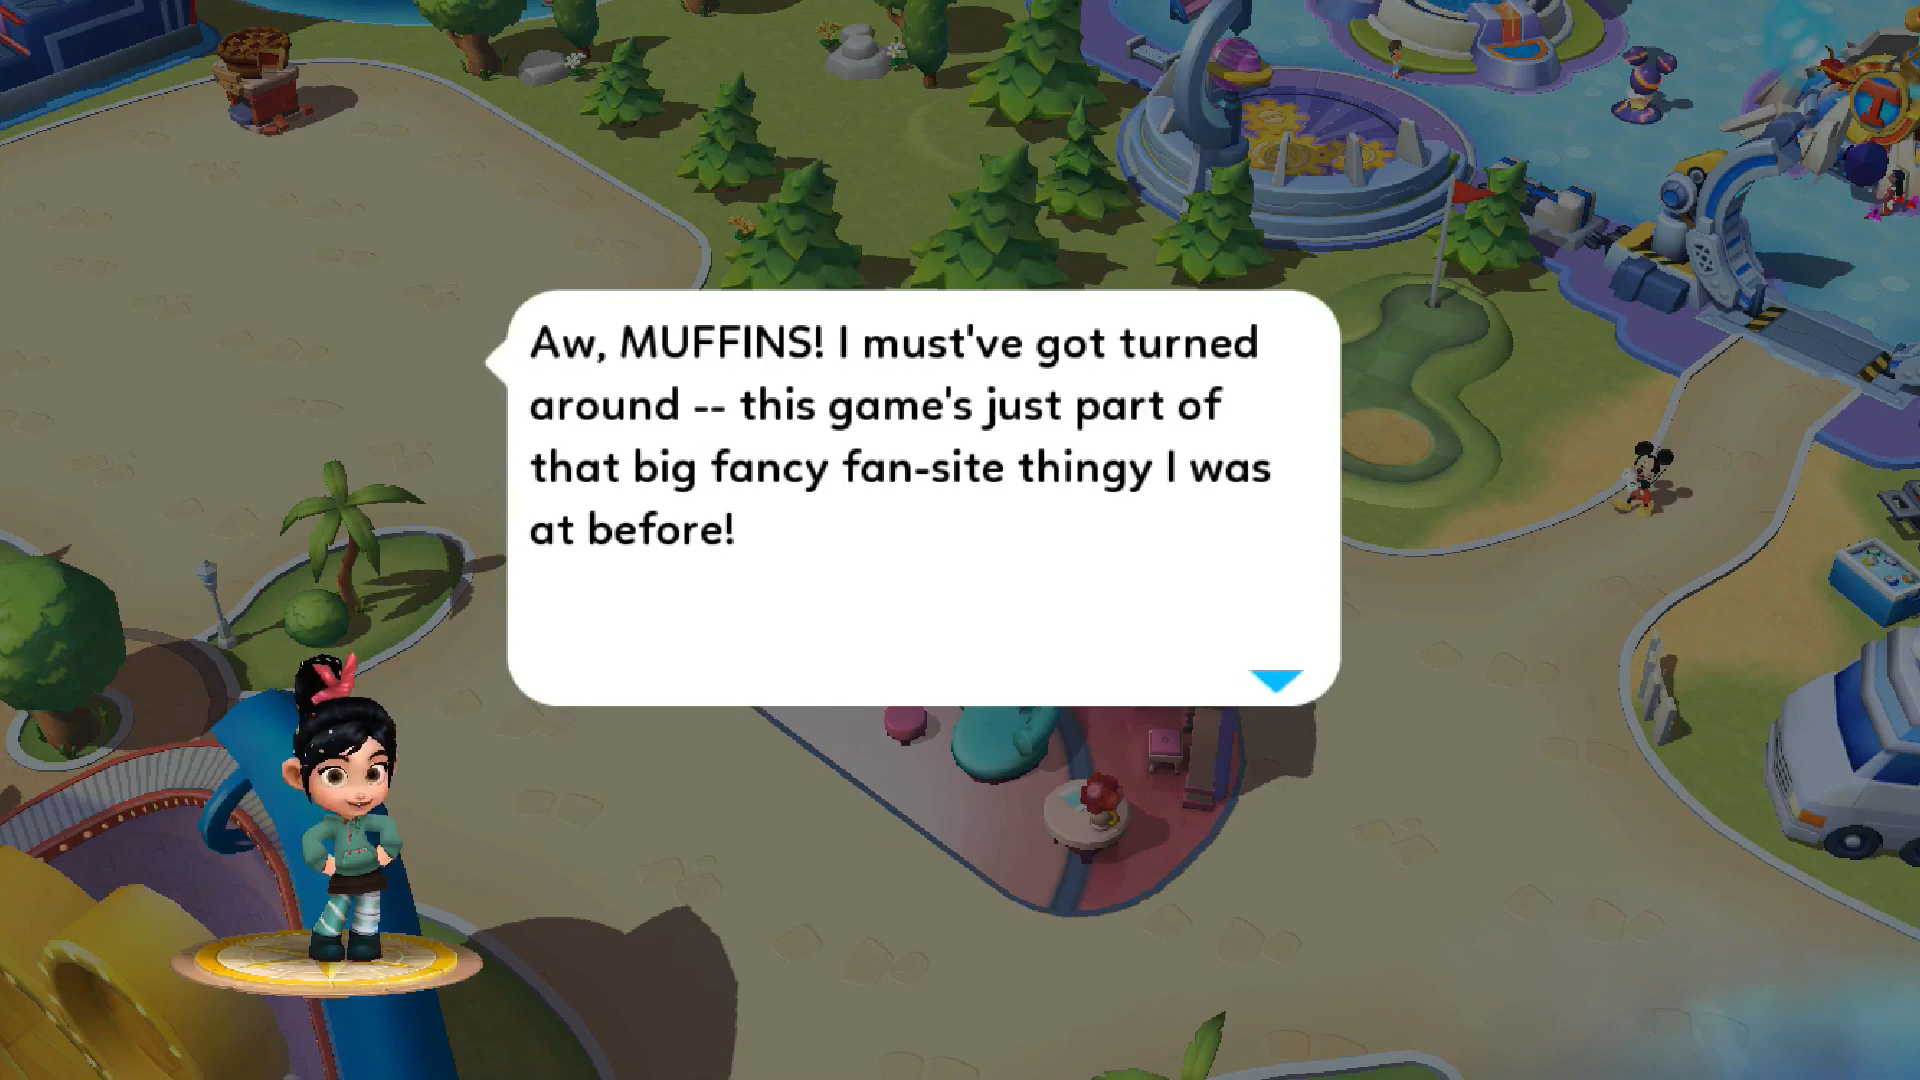 Aw, MUFFINS! I must've got turned
around -- this game's just part of
that big fancy fan-site thingy I was
at before!